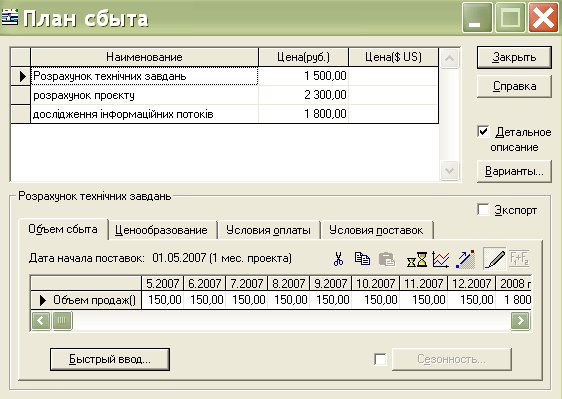 План сбыта
Наименование Цена(руб.) Цена($ US)
Розрахунок технічних завдань 1 500,00
розрахунок проєкту 2 300,00
дослідження інформаційних потоків 1 800,00
Закрыть
Справка
Детальное
описание
Варианты...
Розрахунок технічних завдань
Экспорт
Объем сбыта Ценообразование Условия оплаты Условия поставок
Дата начала поставок: 01.05.2007 (1 мес. проекта)
5.2007 6.2007 7.2007 8.2007 9.2007 10.2007 11.2007 12.2007 2008 г
Объем продаж() 150,00 150,00 150,00 150,00 150,00 150,00 150,00 150,00 1 800
Быстрый ввод... Сезонность...